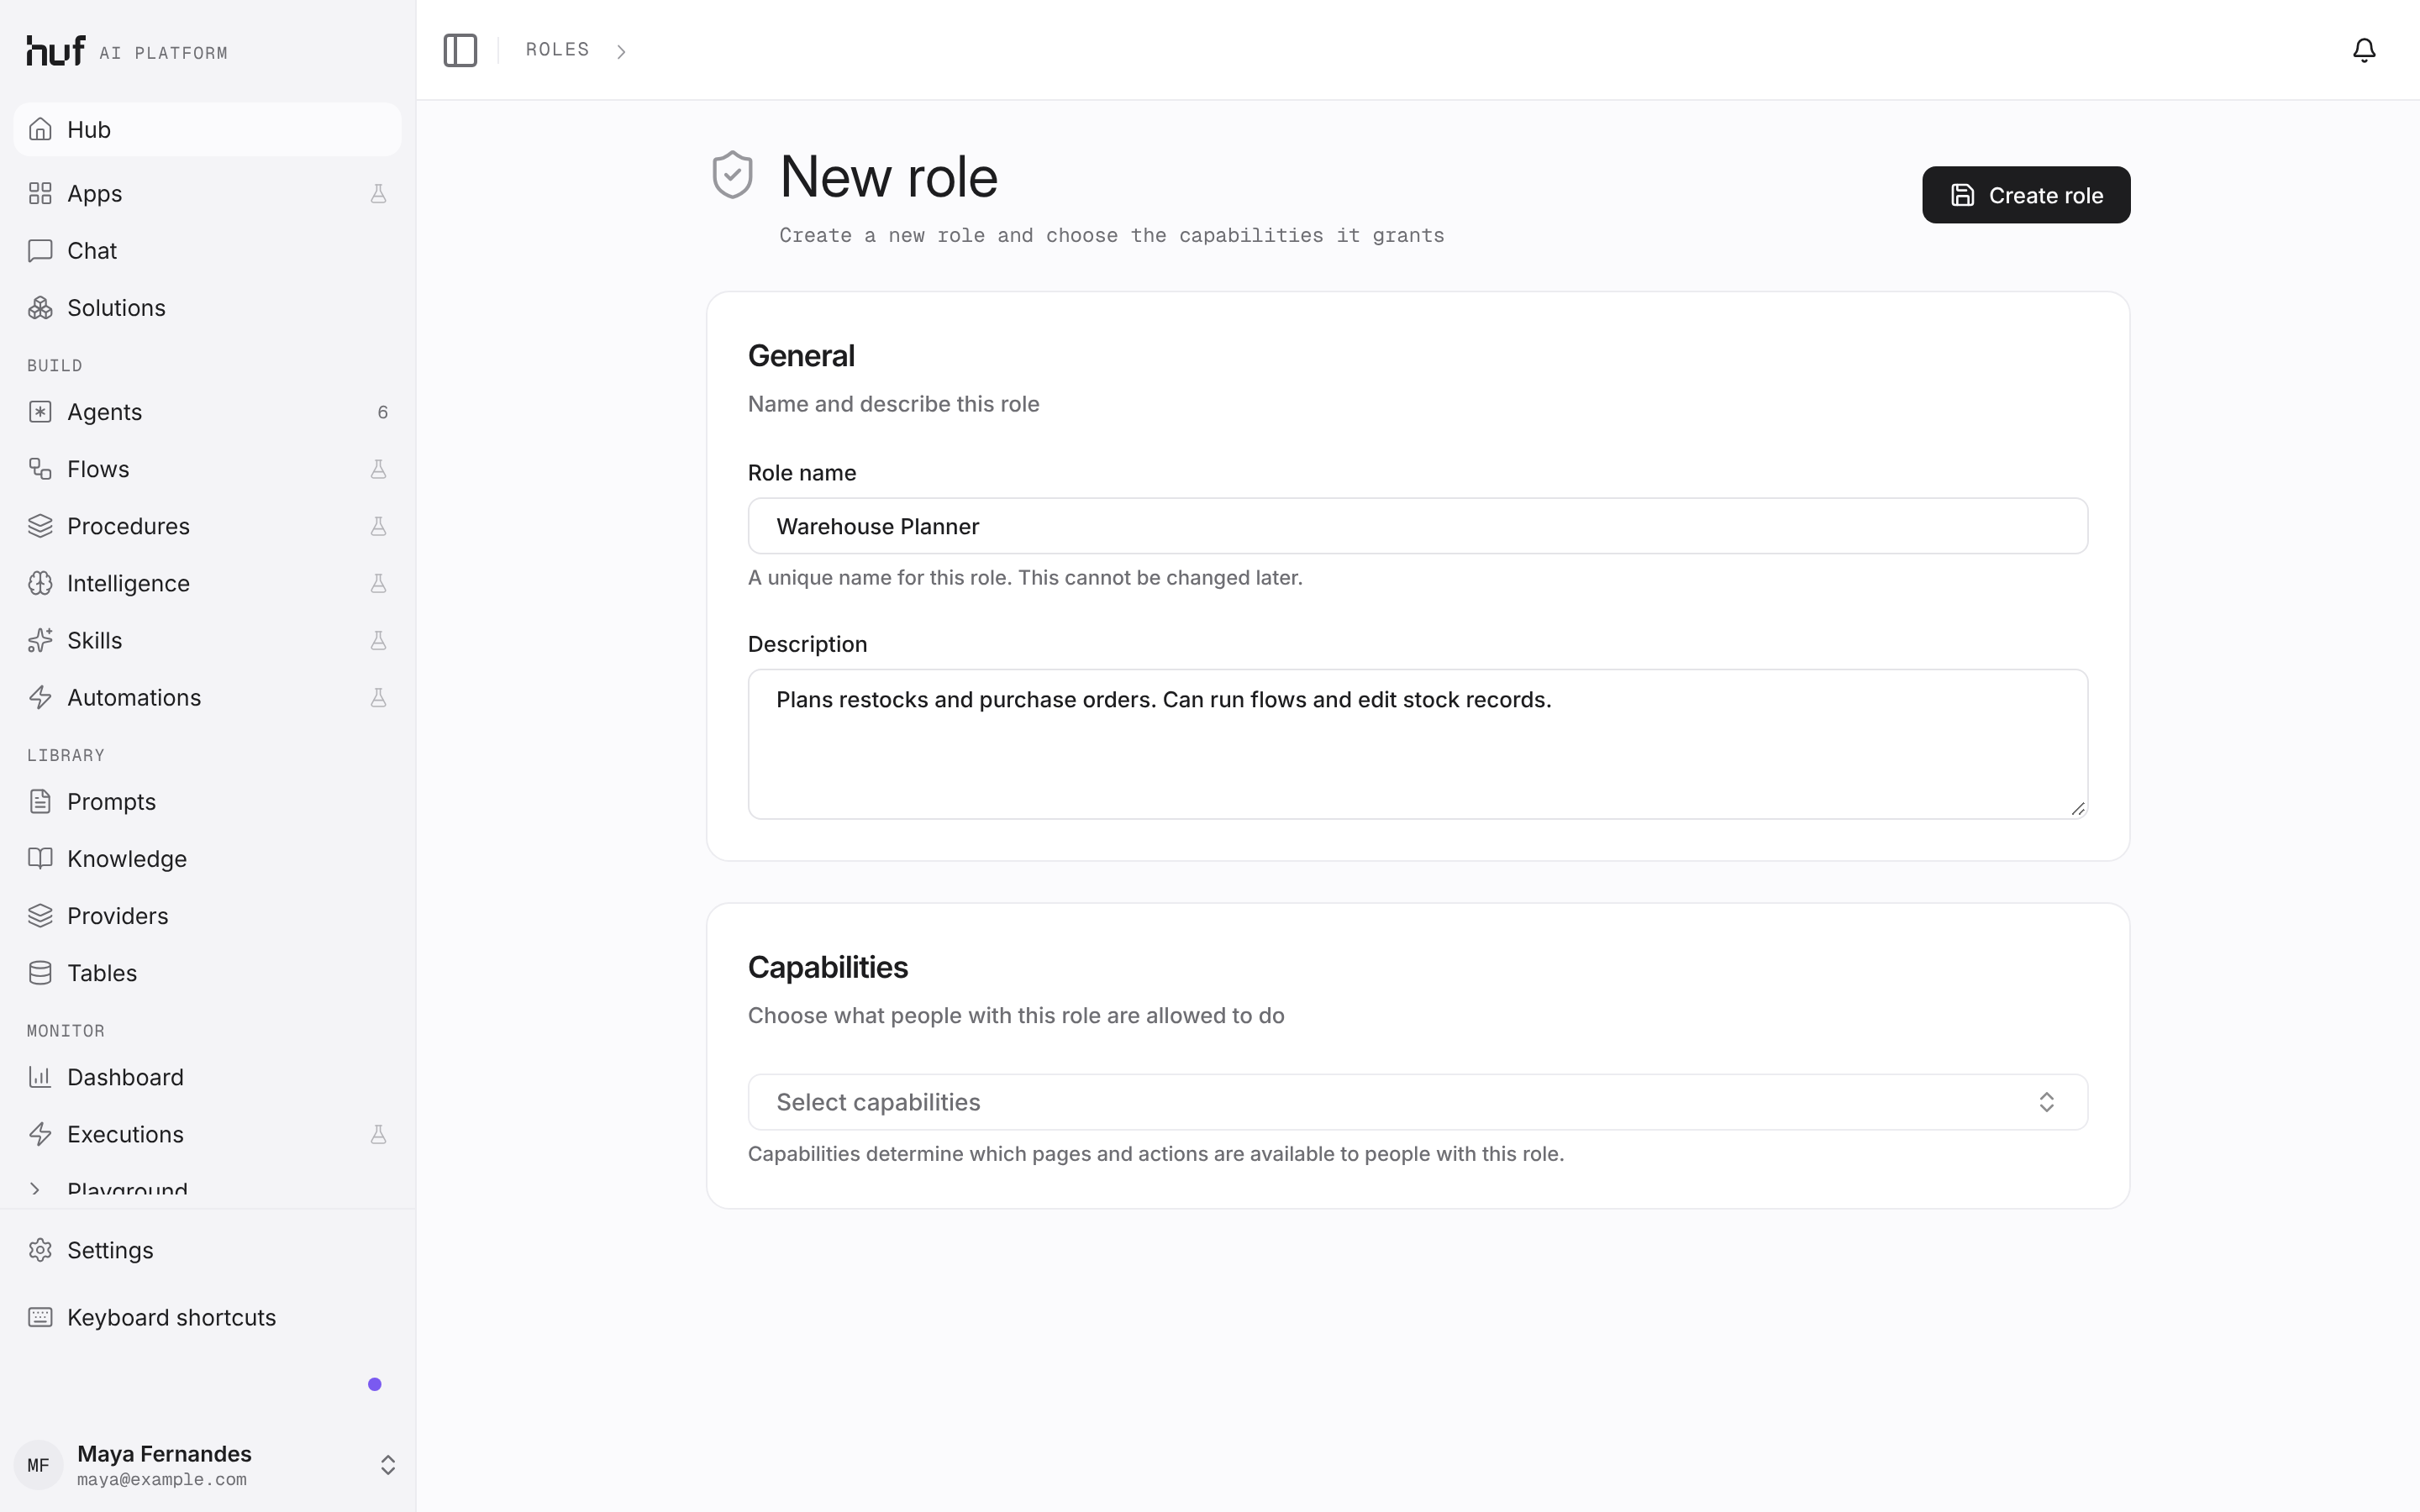 huf AI PLATFORM
Hub
Apps
Chat
Solutions
BUILD
Agents 6
Flows
Procedures
Intelligence
Skills
Automations
LIBRARY
Prompts
Knowledge
Providers
Tables
MONITOR
Dashboard
Executions
Playground
Settings
Keyboard shortcuts
MF
Maya Fernandes
maya@example.com
ROLES
New role
Create a new role and choose the capabilities it grants
Create role
General
Name and describe this role
Role name
Warehouse Planner
A unique name for this role. This cannot be changed later.
Description
Plans restocks and purchase orders. Can run flows and edit stock records.
Capabilities
Choose what people with this role are allowed to do
Select capabilities
Capabilities determine which pages and actions are available to people with this role.